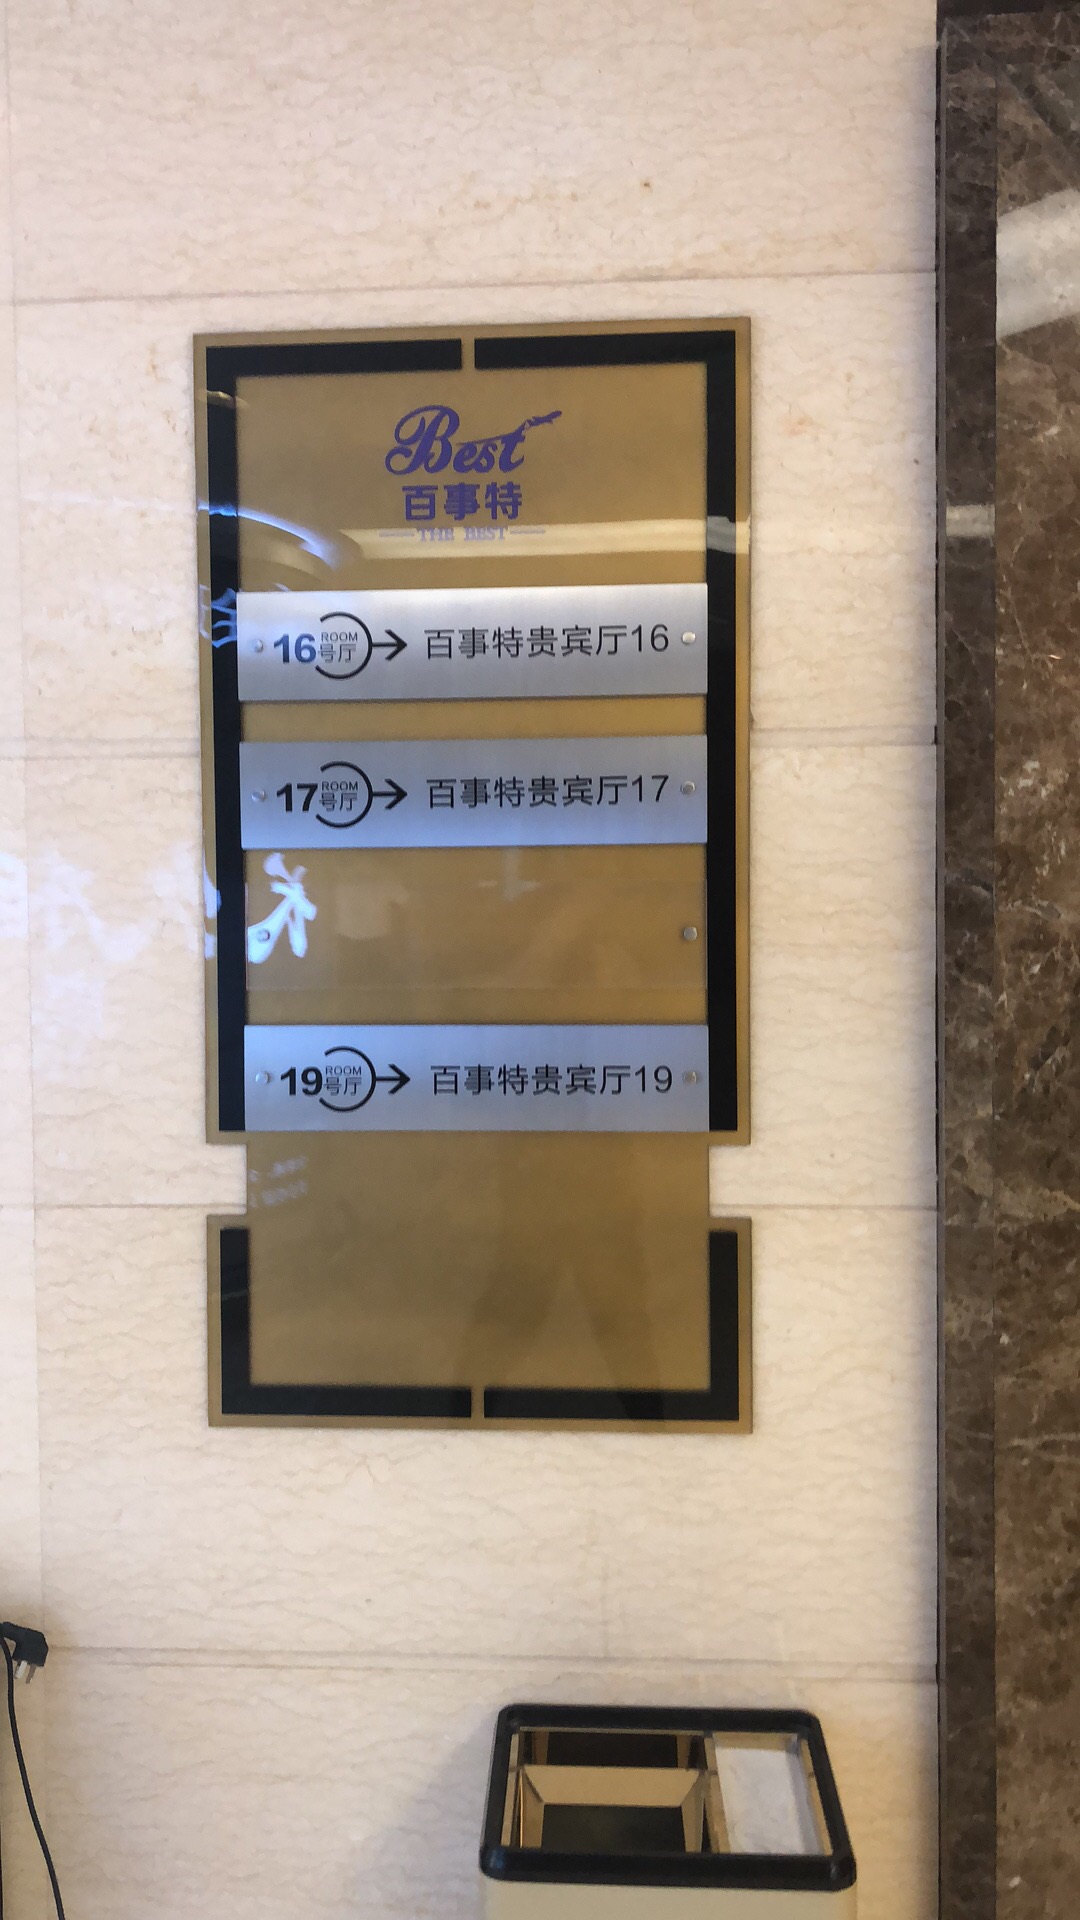 Best
百事特
THE BEST
16 ROOM 号厅 百事特贵宾厅16
17 ROOM 号厅 百事特贵宾厅17
19 ROOM 号厅 百事特贵宾厅19